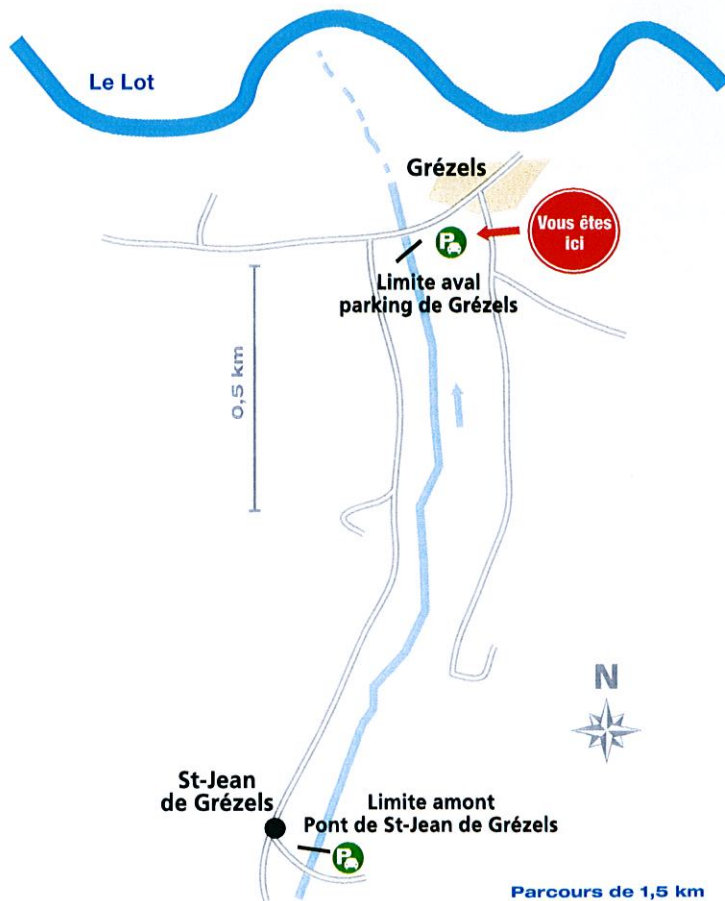 Le Lot
Grézels
P
Vous êtes
ici
Limite aval
parking de Grézels
0,5 km
N
St-Jean
de Grézels
Limite amont
Pont de St-Jean de Grézels
P
Parcours de 1,5 km